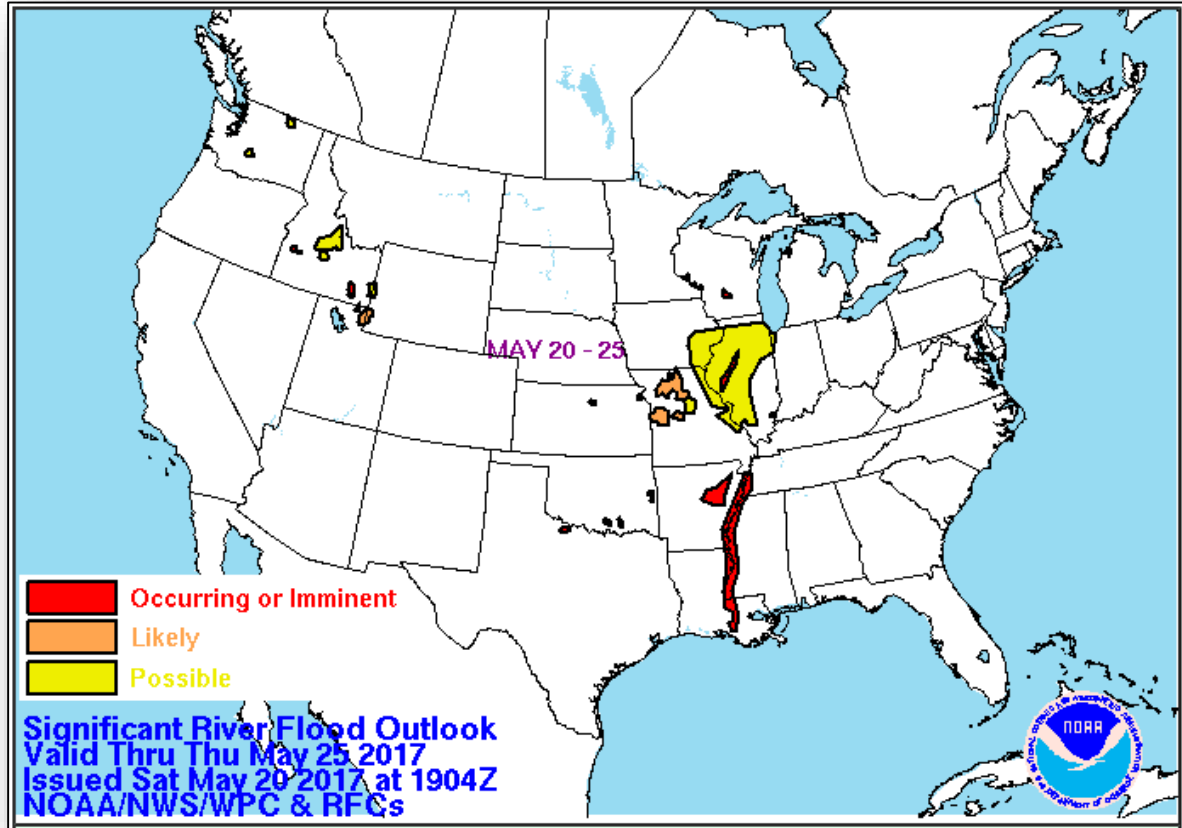 MAY 20 - 25
Occurring or Imminent
Likely
Possible
Significant River Flood Outlook
Valid Thru Thu May 25 2017
Issued Sat May 20 2017 at 1904Z
NOAA/NWS/WPC & RFCs
NOAA